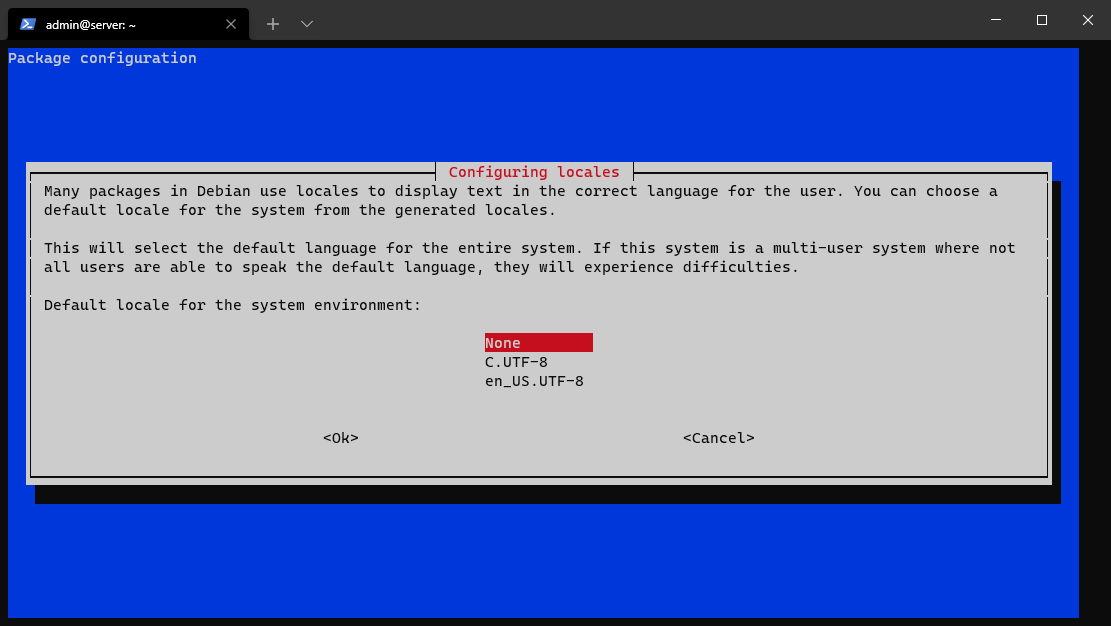 admin@server: ~
Package configuration
Configuring locales
Many packages in Debian use locales to display text in the correct language for the user. You can choose a
default locale for the system from the generated locales.
This will select the default language for the entire system. If this system is a multi-user system where not
all users are able to speak the default language, they will experience difficulties.
Default locale for the system environment:
None
C.UTF-8
en_US.UTF-8
<Ok> <Cancel>